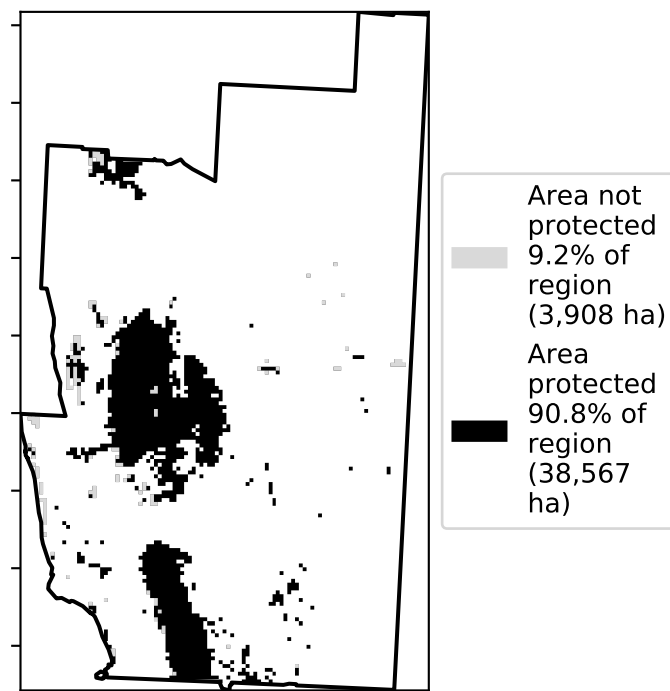 Area not
protected
9.2% of
region
(3,908 ha)
Area
protected
90.8% of
region
(38,567
ha)